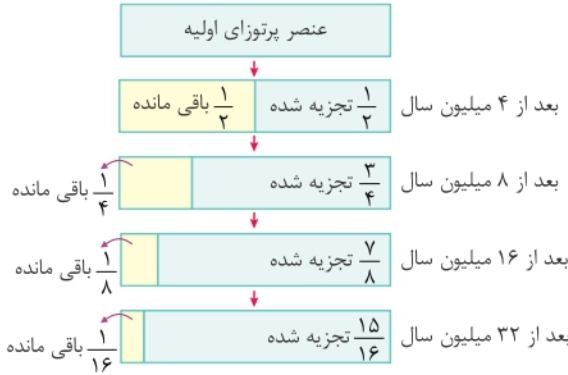 عنصر پرتوزای اولیه
بعد از ۴ میلیون سال ۱/۲ تجزیه شده ۱/۲ باقی مانده
بعد از ۸ میلیون سال ۳/۴ تجزیه شده ۱/۴ باقی مانده
بعد از ۱۶ میلیون سال ۷/۸ تجزیه شده ۱/۸ باقی مانده
بعد از ۳۲ میلیون سال ۱۵/۱۶ تجزیه شده ۱/۱۶ باقی مانده